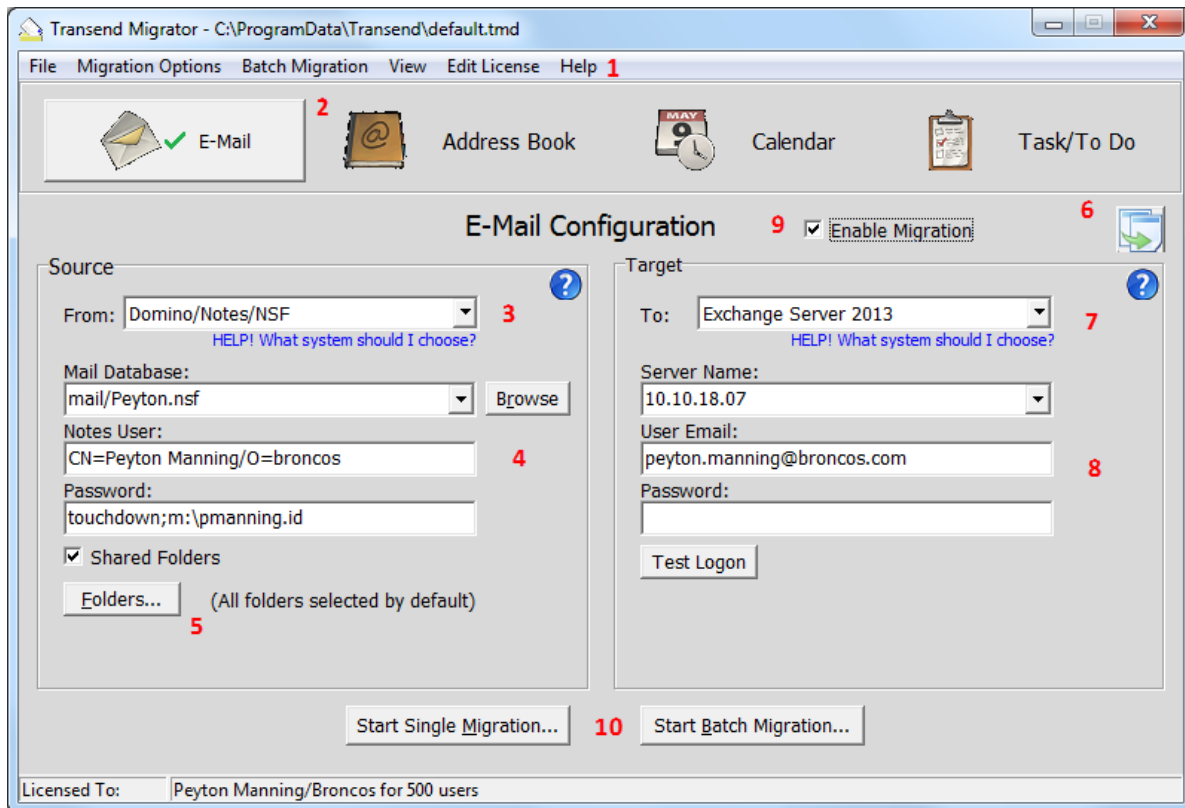 Transend Migrator - C:\ProgramData\Transend\default.tmd
File Migration Options Batch Migration View Edit License Help 1
E-Mail 2 @ Address Book MAY 9 Calendar Task/To Do
E-Mail Configuration 9 Enable Migration 6
Source ? Target ?
From: Domino/Notes/NSF 3 To: Exchange Server 2013 7
HELP! What system should I choose? HELP! What system should I choose?
Mail Database: Server Name:
mail/Peyton.nsf Browse 10.10.18.07
Notes User: User Email:
CN=Peyton Manning/O=broncos 4 peyton.manning@broncos.com 8
Password: Password:
touchdown;m:\pmanning.id
Shared Folders Test Logon
Folders... (All folders selected by default)
5
Start Single Migration... 10 Start Batch Migration...
Licensed To: Peyton Manning/Broncos for 500 users